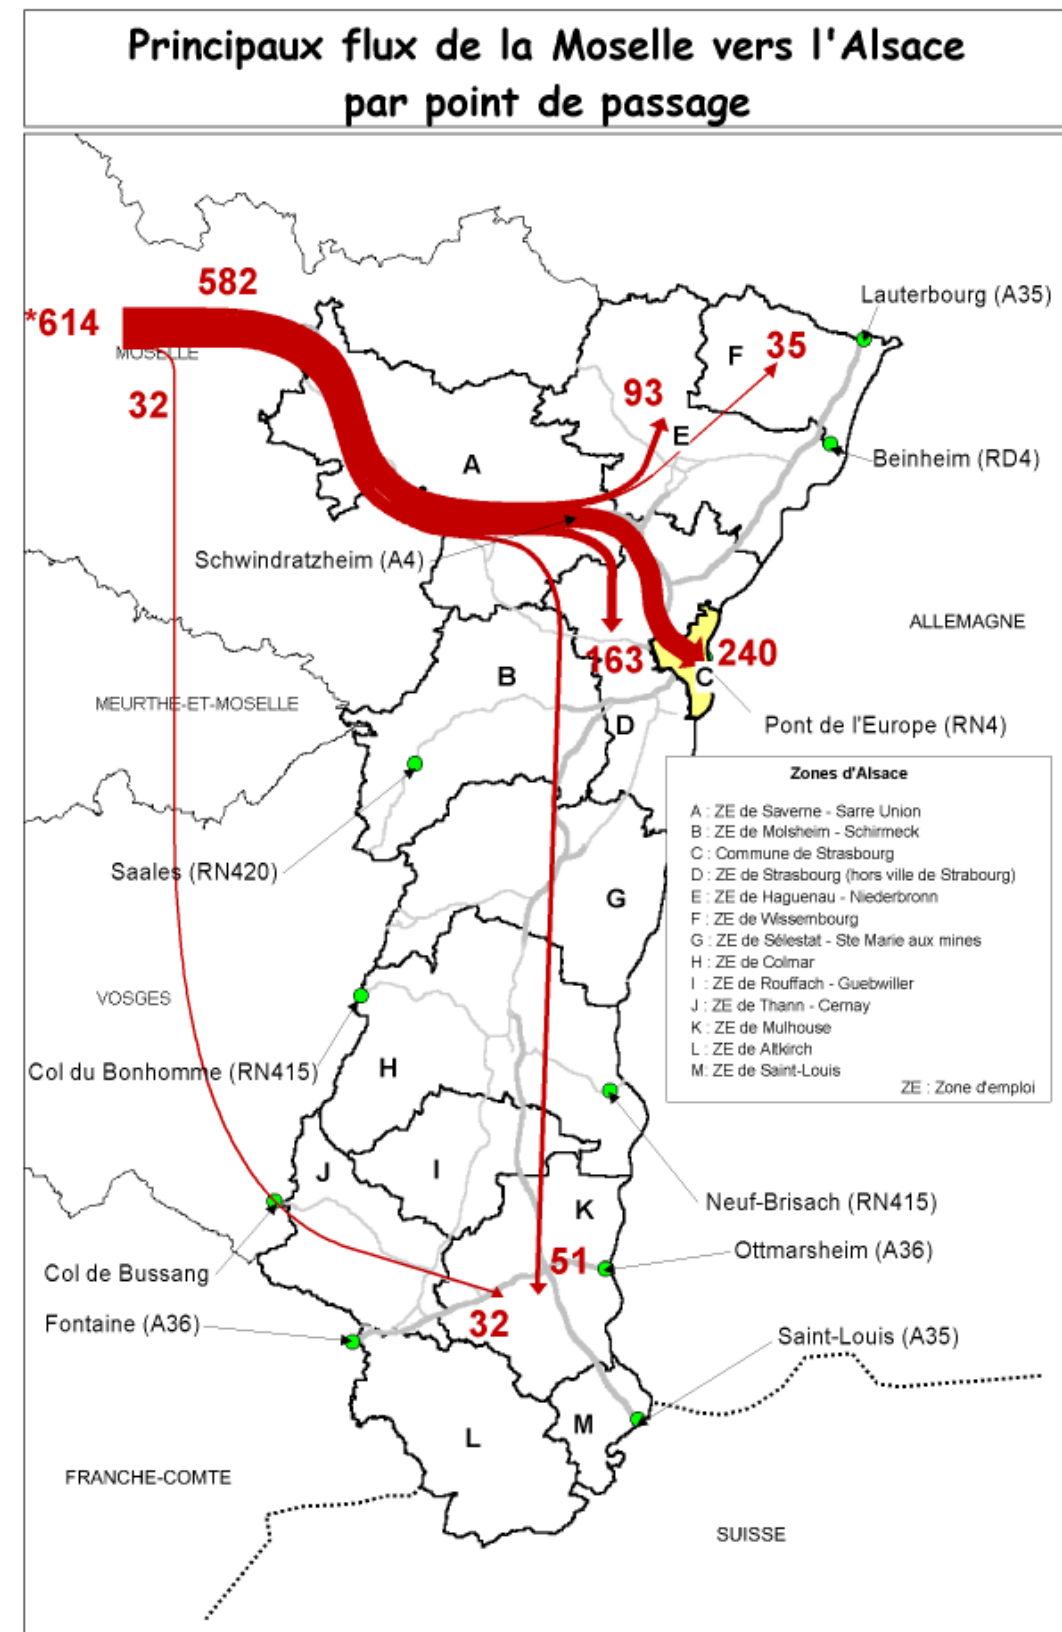 Principaux flux de la Moselle vers l'Alsace
par point de passage
582
Lauterbourg (A35)
*614
MOSELLE
F
35
32
93
E
A
Beinheim (RD4)
Schwindratzheim (A4)
ALLEMAGNE
163
240
B
C
MEURTHE-ET-MOSELLE
D
Pont de l'Europe (RN4)
Zones d'Alsace
A : ZE de Saverne - Sarre Union
B : ZE de Molsheim - Schirmeck
C : Commune de Strasbourg
D : ZE de Strasbourg (hors ville de Strabourg)
E : ZE de Haguenau - Niederbronn
F : ZE de Wissembourg
G : ZE de Sélestat - Ste Marie aux mines
H : ZE de Colmar
I : ZE de Rouffach - Guebwiller
J : ZE de Thann - Cernay
K : ZE de Mulhouse
L : ZE de Altkirch
M: ZE de Saint-Louis
ZE : Zone d'emploi
Saales (RN420)
G
VOSGES
Col du Bonhomme (RN415)
H
J
I
K
Neuf-Brisach (RN415)
Ottmarsheim (A36)
51
Col de Bussang
32
Fontaine (A36)
Saint-Louis (A35)
M
L
FRANCHE-COMTE
SUISSE